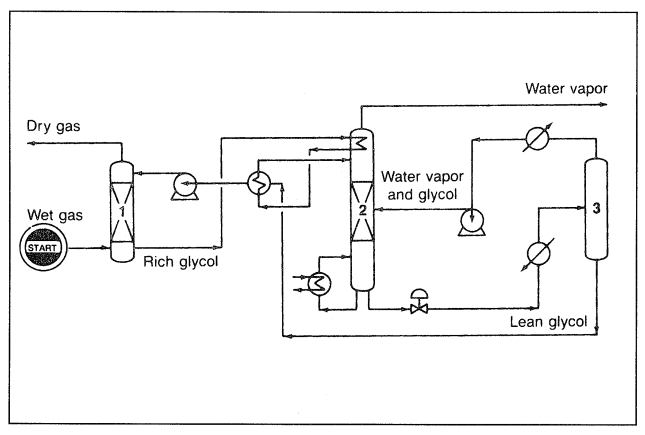 Water vapor
Dry gas
Water vapor
and glycol
Wet gas
START
1
2
3
Rich glycol
Lean glycol